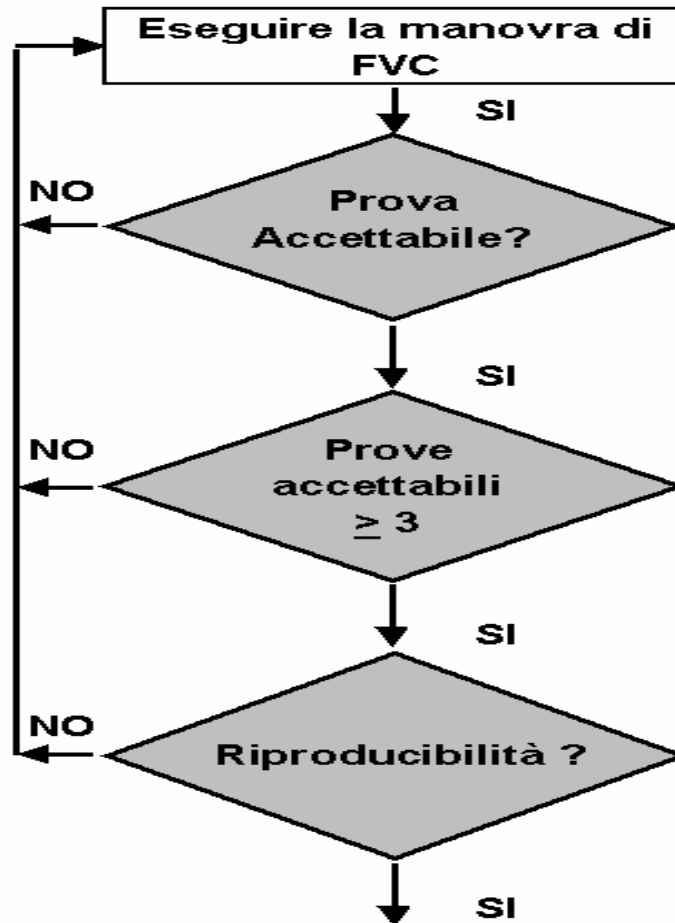 Eseguire la manovra di
FVC
SI
NO
Prova
Accettabile?
SI
NO
Prove
accettabili
≥ 3
SI
NO
Riproducibilità ?
SI